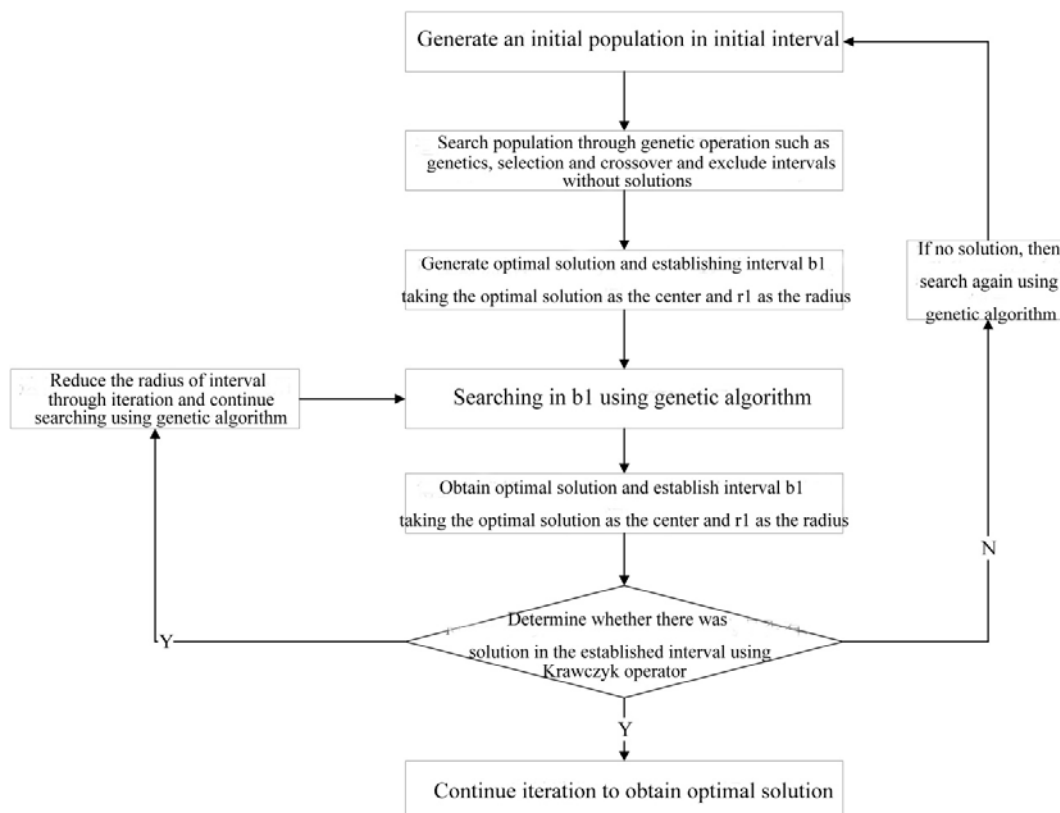 Generate an initial population in initial interval
Search population through genetic operation such as
genetics, selection and crossover and exclude intervals
without solutions
Generate optimal solution and establishing interval b1
taking the optimal solution as the center and r1 as the radius
If no solution, then
search again using
genetic algorithm
Reduce the radius of interval
through iteration and continue
searching using genetic algorithm
Searching in b1 using genetic algorithm
Obtain optimal solution and establish interval b1
taking the optimal solution as the center and r1 as the radius
N
Determine whether there was
solution in the established interval using
Krawczyk operator
Y
Y
Continue iteration to obtain optimal solution